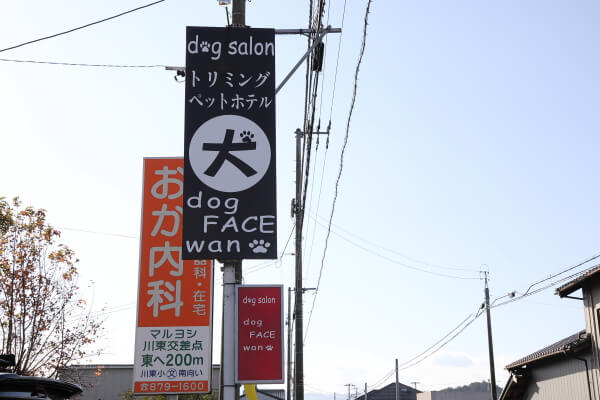 dog salon
トリミング
ペットホテル
犬
dog
FACE
wan
おが内科
器科・在宅
マルヨシ
川東交差点
東へ200m
川東小 文 南向い
☎879-1600
dog salon
dog
FACE
wan